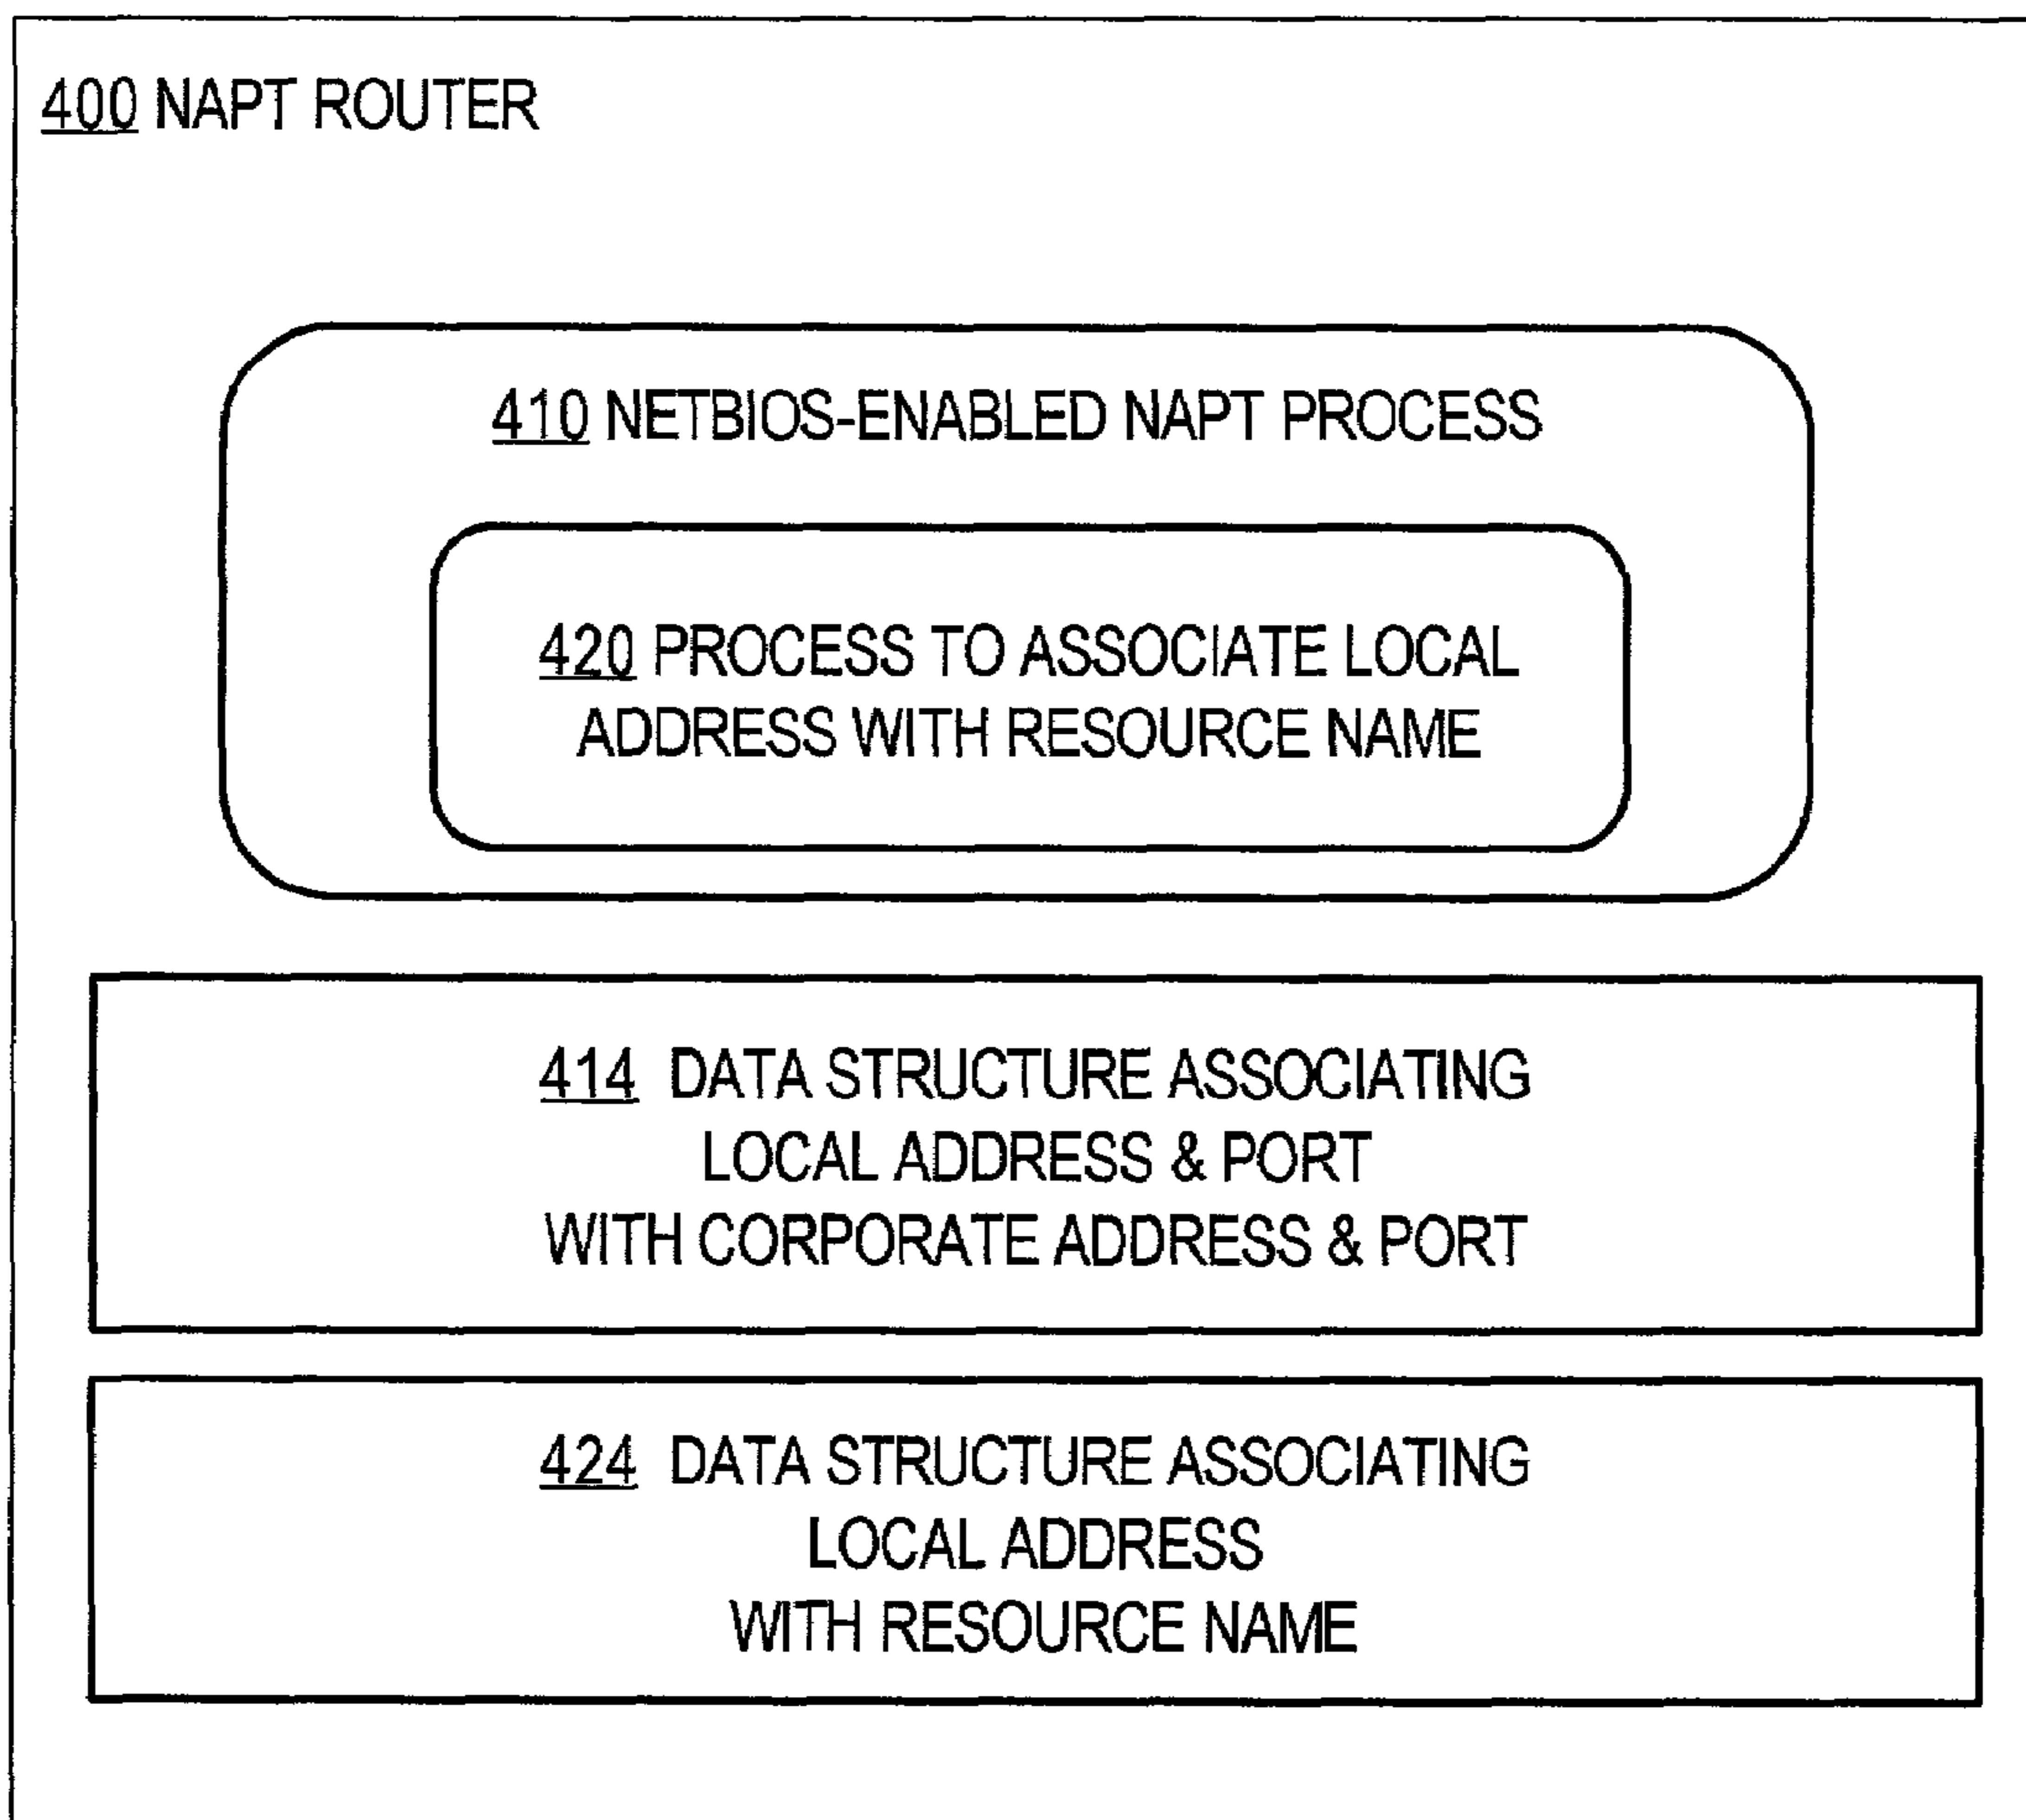 400 NAPT ROUTER
410 NETBIOS-ENABLED NAPT PROCESS
420 PROCESS TO ASSOCIATE LOCAL
ADDRESS WITH RESOURCE NAME
414 DATA STRUCTURE ASSOCIATING
LOCAL ADDRESS & PORT
WITH CORPORATE ADDRESS & PORT
424 DATA STRUCTURE ASSOCIATING
LOCAL ADDRESS
WITH RESOURCE NAME